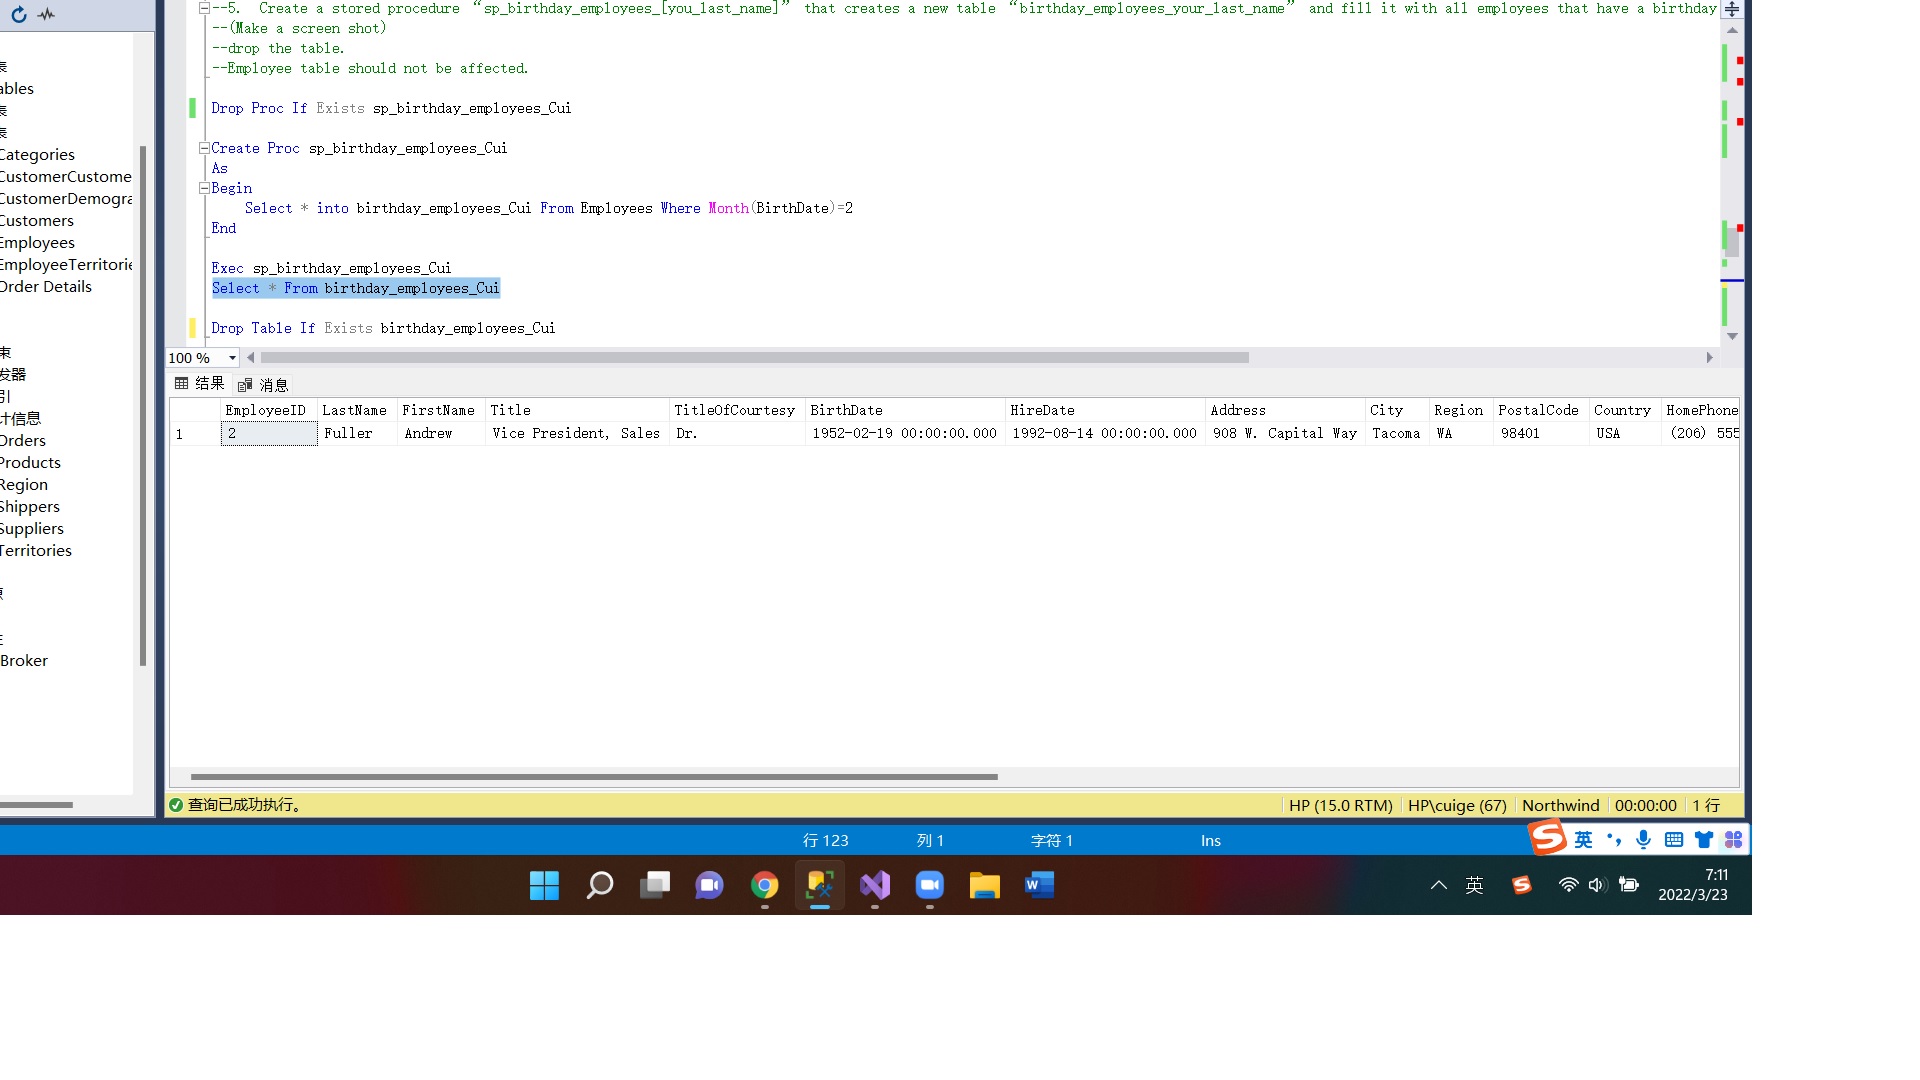 --5.  Create a stored procedure “sp_birthday_employees_[you_last_name]” that creates a new table “birthday_employees_your_last_name” and fill it with all employees that have a birthday
--(Make a screen shot)
--drop the table.
--Employee table should not be affected.
Drop Proc If Exists sp_birthday_employees_Cui
Create Proc sp_birthday_employees_Cui
As
Begin
Select * into birthday_employees_Cui From Employees Where Month(BirthDate)=2
End
Exec sp_birthday_employees_Cui
Select * From birthday_employees_Cui
Drop Table If Exists birthday_employees_Cui
表
ables
表
表
Categories
CustomerCustome
CustomerDemogra
Customers
Employees
EmployeeTerritorie
Order Details
束
发器
引
计信息
Orders
Products
Region
Shippers
Suppliers
Territories
Broker
100 %
结果 消息
EmployeeID LastName FirstName Title TitleOfCourtesy BirthDate HireDate Address City Region PostalCode Country HomePhone
1 2 Fuller Andrew Vice President, Sales Dr. 1952-02-19 00:00:00.000 1992-08-14 00:00:00.000 908 W. Capital Way Tacoma WA 98401 USA (206) 555
查询已成功执行。 HP (15.0 RTM) HP\cuige (67) Northwind 00:00:00 1 行
行 123 列 1 字符 1 Ins 英
英 7:11
2022/3/23